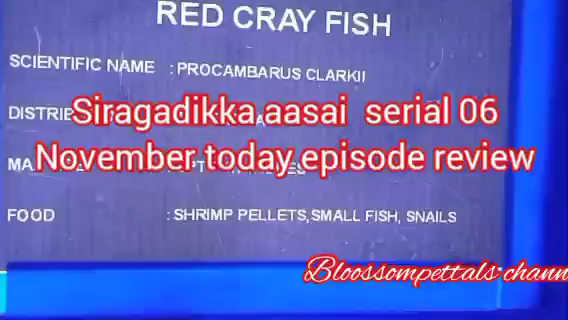 RED CRAY FISH
SCIENTIFIC NAME : PROCAMBARUS CLARKII
Siragadikka aasai serial 06
November today episode review
FOOD : SHRIMP PELLETS,SMALL FISH, SNAILS
Bloossompettals chann